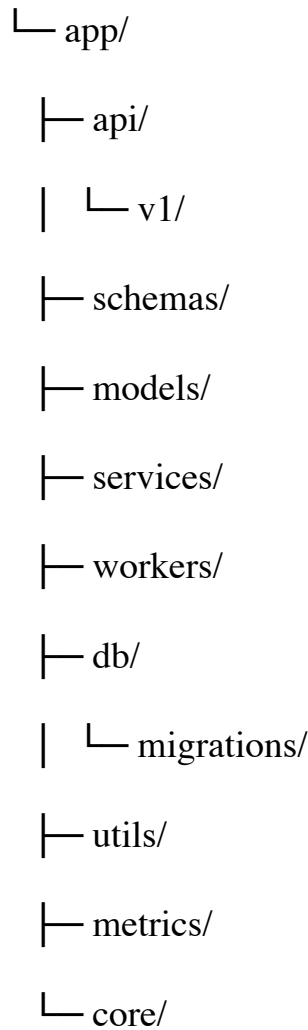 └─ app/
├─ api/
│ └─ v1/
├─ schemas/
├─ models/
├─ services/
├─ workers/
├─ db/
│ └─ migrations/
├─ utils/
├─ metrics/
└─ core/